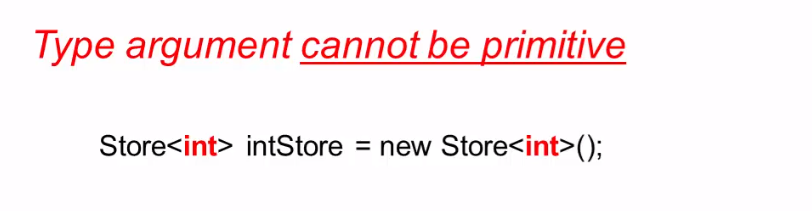 Type argument cannot be primitive
Store<int> intStore = new Store<int>();